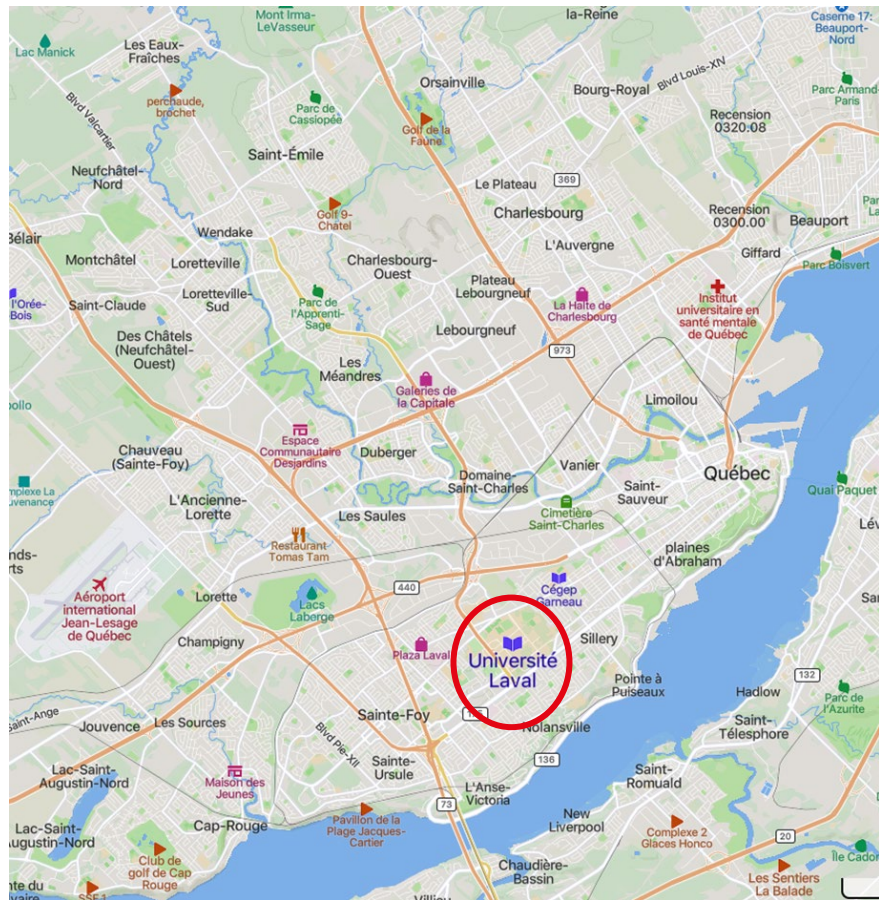 Mont Irma-
LeVasseur
la-Reine
Caserne 17:
Beauport-
Nord
Lac Manick
Les Eaux-
Fraîches
Orsainville
Bourg-Royal
Blvd Louis-XIV
perchaude,
brochet
Blvd Valcartier
Parc de
Cassiopée
Golf de la
Faune
Parc Armand-
Paris
Recension
0320.08
Saint-Émile
Neufchâtel-
Nord
Le Plateau
369
Golf 9-
Chatel
Charlesbourg
Recension
0300.00
Beauport
Bélair
Wendake
L'Auvergne
Giffard
Montchâtel
Loretteville
Charlesbourg-
Ouest
Parc Boisvert
Plateau
Lebourgneuf
l'Orée-
Bois
Saint-Claude
Loretteville-
Sud
Parc de
l'Apprenti-
Sage
La Halte de
Charlesbourg
Institut
universitaire en
santé mentale
de Québec
Lebourgneuf
Des Châtels
(Neufchâtel-
Ouest)
973
Les
Méandres
Galeries de
la Capitale
Limoilou
Espace
Communautaire
Desjardins
Chauveau
(Sainte-Foy)
Duberger
Vanier
Domaine-
Saint-Charles
Québec
Saint-
Sauveur
Quai Paquet
L'Ancienne-
Lorette
Les Saules
Cimetière
Saint-Charles
Restaurant
Tomas Tam
plaines
d'Abraham
Aéroport
international
Jean-Lesage
de Québec
Lorette
440
Lacs
Laberge
Cégep
Garneau
Champigny
Plaza Laval
Université
Laval
Sillery
Pointe à
Puiseaux
Hadlow
132
Parc de
l'Azurite
Saint-Ange
Jouvence
Les Sources
Sainte-Foy
Nolansville
Saint-
Télesphore
Blvd Pie-XII
136
Lac-Saint-
Augustin-Nord
Maison des
Jeunes
Sainte-
Ursule
L'Anse-
Victoria
73
Saint-
Romuald
Lac-Saint-
Augustin-Nord
Cap-Rouge
Pavillon de la
Plage Jacques-
Cartier
New
Liverpool
Complexe 2
Glaces Honco
20
Club de
golf de Cap
Rouge
Chaudière-
Bassin
Les Sentiers
La Balade